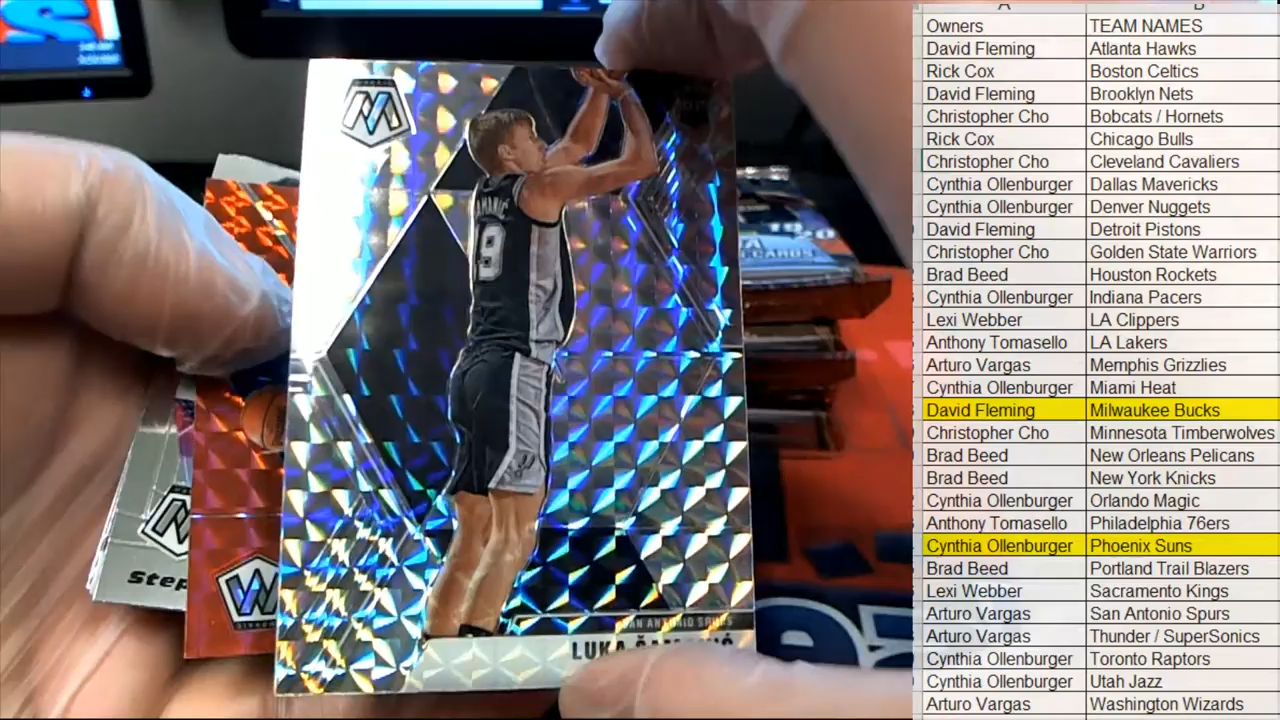 AMANIC
19
SAN ANTONIO SPURS
LUKA
Step
Owners TEAM NAMES
David Fleming Atlanta Hawks
Rick Cox Boston Celtics
David Fleming Brooklyn Nets
Christopher Cho Bobcats / Hornets
Rick Cox Chicago Bulls
Christopher Cho Cleveland Cavaliers
Cynthia Ollenburger Dallas Mavericks
Cynthia Ollenburger Denver Nuggets
David Fleming Detroit Pistons
Christopher Cho Golden State Warriors
Brad Beed Houston Rockets
Cynthia Ollenburger Indiana Pacers
Lexi Webber LA Clippers
Anthony Tomasello LA Lakers
Arturo Vargas Memphis Grizzlies
Cynthia Ollenburger Miami Heat
David Fleming Milwaukee Bucks
Christopher Cho Minnesota Timberwolves
Brad Beed New Orleans Pelicans
Brad Beed New York Knicks
Cynthia Ollenburger Orlando Magic
Anthony Tomasello Philadelphia 76ers
Cynthia Ollenburger Phoenix Suns
Brad Beed Portland Trail Blazers
Lexi Webber Sacramento Kings
Arturo Vargas San Antonio Spurs
Arturo Vargas Thunder / SuperSonics
Cynthia Ollenburger Toronto Raptors
Cynthia Ollenburger Utah Jazz
Arturo Vargas Washington Wizards